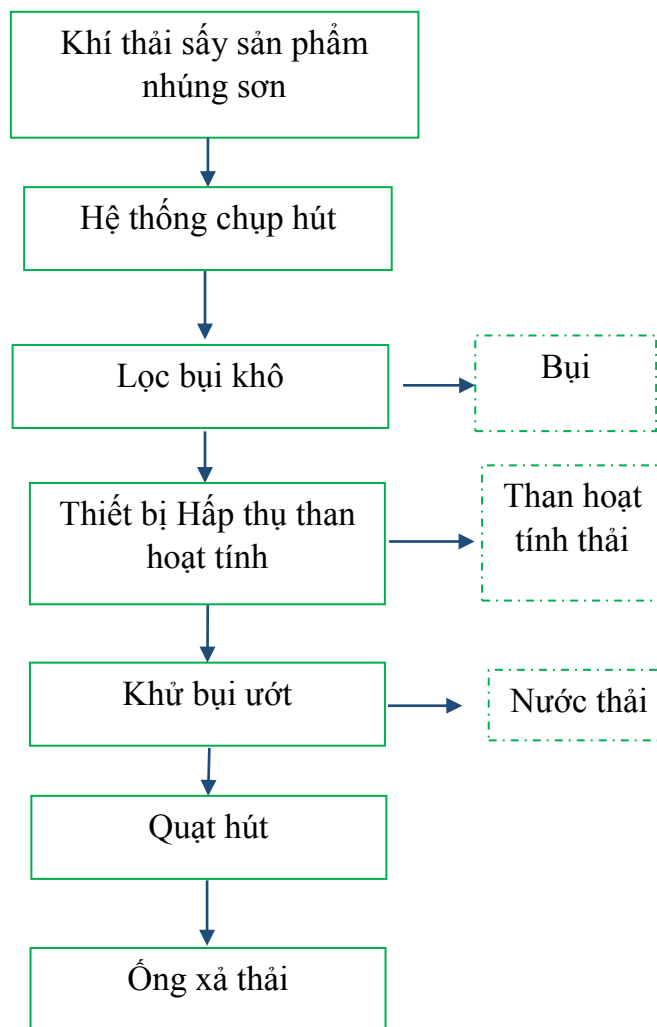 Khí thải sấy sản phẩm
nhúng sơn
Hệ thống chụp hút
Lọc bụi khô
Bụi
Thiết bị Hấp thụ than
hoạt tính
Than hoạt
tính thải
Khử bụi ướt
Nước thải
Quạt hút
Ống xả thải